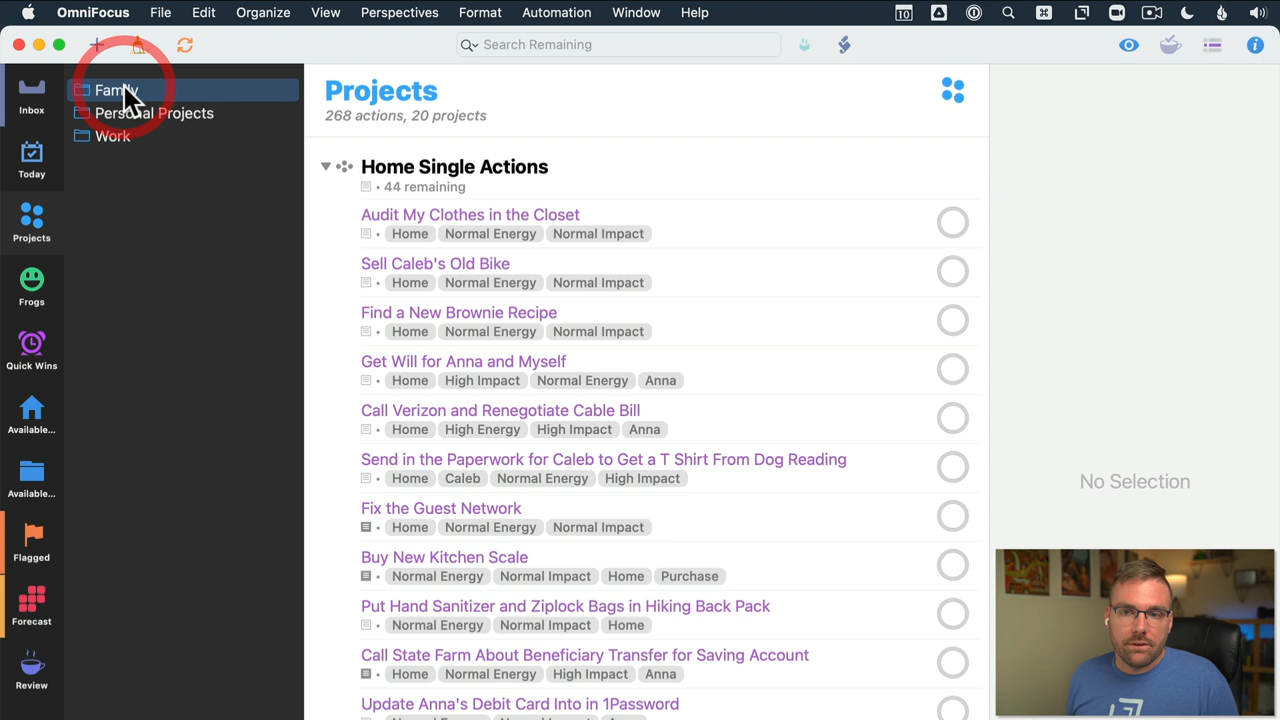 OmniFocus File Edit Organize View Perspectives Format Automation Window Help
10
Search Remaining
Inbox
Today
Projects
Frogs
Quick Wins
Available...
Available...
Flagged
Forecast
Review
Family
Personal Projects
Work
Projects
268 actions, 20 projects
Home Single Actions
• 44 remaining
Audit My Clothes in the Closet
• Home Normal Energy Normal Impact
Sell Caleb's Old Bike
• Home Normal Energy Normal Impact
Find a New Brownie Recipe
• Home Normal Energy Normal Impact
Get Will for Anna and Myself
• Home High Impact Normal Energy Anna
Call Verizon and Renegotiate Cable Bill
• Home High Energy High Impact Anna
Send in the Paperwork for Caleb to Get a T Shirt From Dog Reading
• Home Caleb Normal Energy High Impact
Fix the Guest Network
• Home Normal Energy Normal Impact
Buy New Kitchen Scale
• Normal Energy Normal Impact Home Purchase
Put Hand Sanitizer and Ziplock Bags in Hiking Back Pack
• Normal Energy Normal Impact Home
Call State Farm About Beneficiary Transfer for Saving Account
• Home Normal Energy High Impact Anna
Update Anna's Debit Card Into in 1Password
No Selection